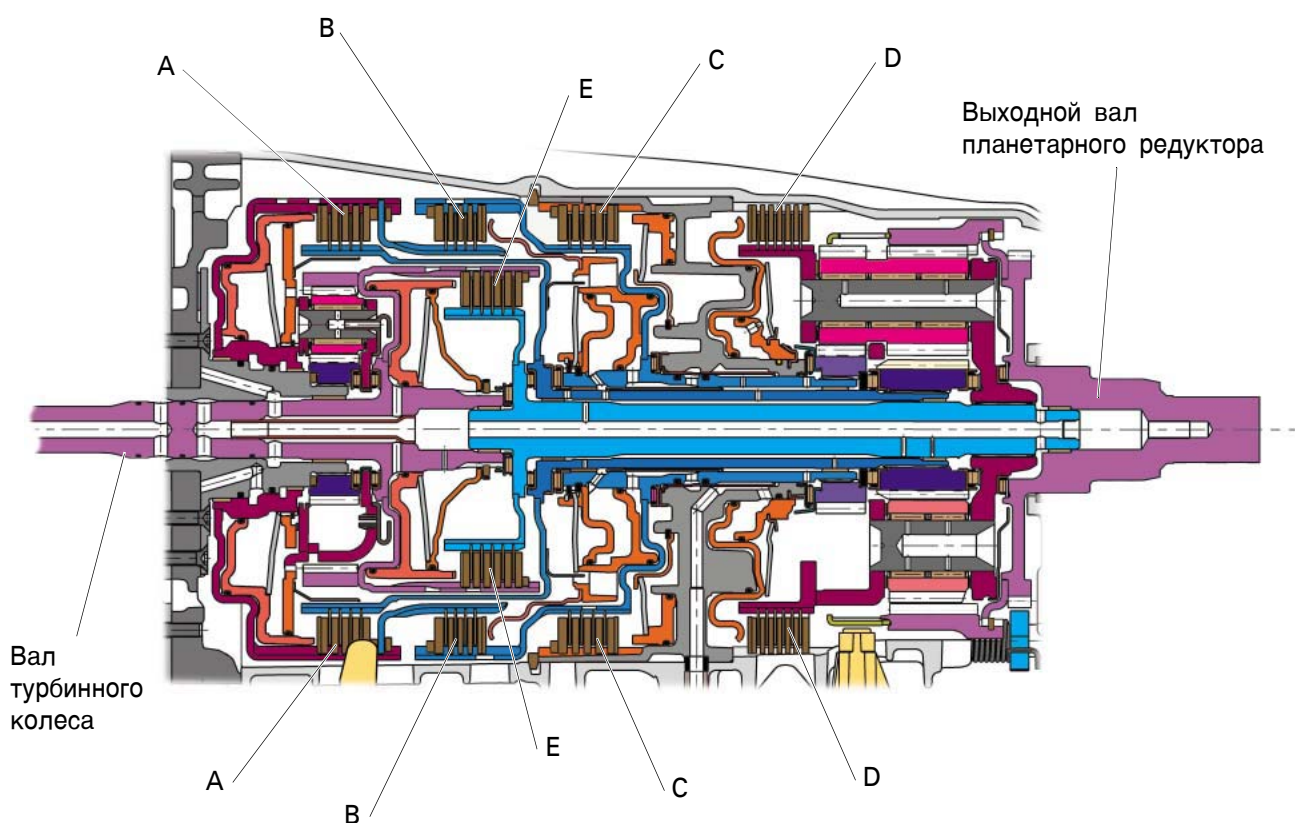 B
A
C
D
E
Выходной вал
планетарного редуктора
Вал
турбинного
колеса
E
A
C
D
B